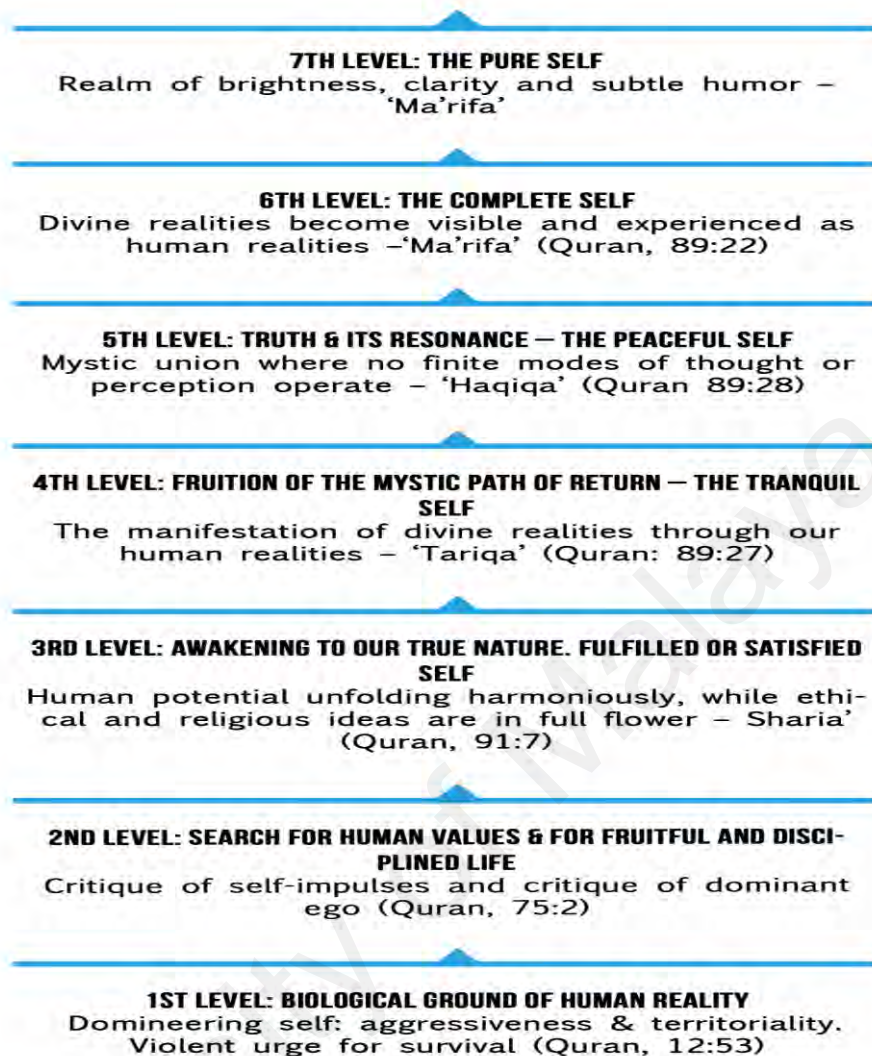 7TH LEVEL: THE PURE SELF
Realm of brightness, clarity and subtle humor –
‘Ma’rifa’
6TH LEVEL: THE COMPLETE SELF
Divine realities become visible and experienced as
human realities –‘Ma’rifa’ (Quran, 89:22)
5TH LEVEL: TRUTH & ITS RESONANCE – THE PEACEFUL SELF
Mystic union where no finite modes of thought or
perception operate – ‘Haqiqa’ (Quran 89:28)
4TH LEVEL: FRUITION OF THE MYSTIC PATH OF RETURN – THE TRANQUIL
SELF
The manifestation of divine realities through our
human realities – ‘Tariqa’ (Quran: 89:27)
3RD LEVEL: AWAKENING TO OUR TRUE NATURE. FULFILLED OR SATISFIED
SELF
Human potential unfolding harmoniously, while ethi-
cal and religious ideas are in full flower – Sharia’
(Quran, 91:7)
2ND LEVEL: SEARCH FOR HUMAN VALUES & FOR FRUITFUL AND DISCI-
PLINED LIFE
Critique of self-impulses and critique of dominant
ego (Quran, 75:2)
1ST LEVEL: BIOLOGICAL GROUND OF HUMAN REALITY
Domineering self: aggressiveness & territoriality.
Violent urge for survival (Quran, 12:53)
of Malaya